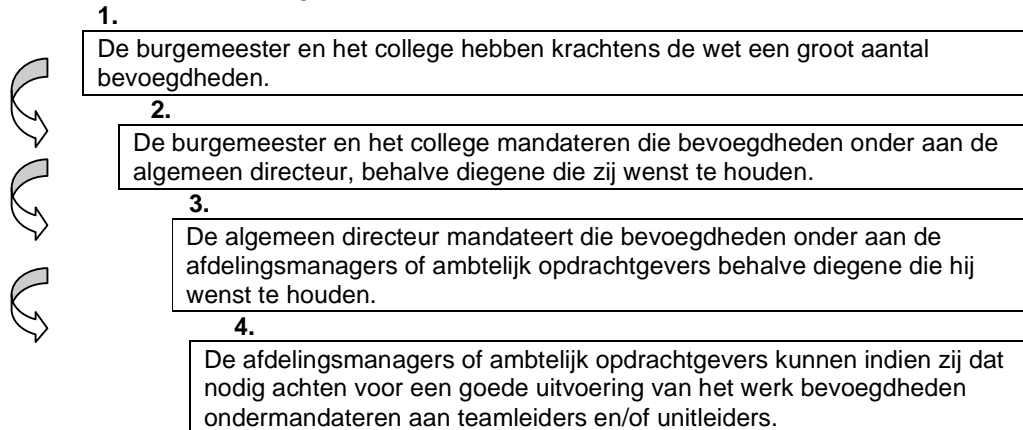 1.
De burgemeester en het college hebben krachtens de wet een groot aantal
bevoegdheden.
2.
De burgemeester en het college mandateren die bevoegdheden onder aan de
algemeen directeur, behalve diegene die zij wenst te houden.
3.
De algemeen directeur mandateert die bevoegdheden onder aan de
afdelingsmanagers of ambtelijk opdrachtgevers behalve diegene die hij
wenst te houden.
4.
De afdelingsmanagers of ambtelijk opdrachtgevers kunnen indien zij dat
nodig achten voor een goede uitvoering van het werk bevoegdheden
ondermandateren aan teamleiders en/of unitleiders.